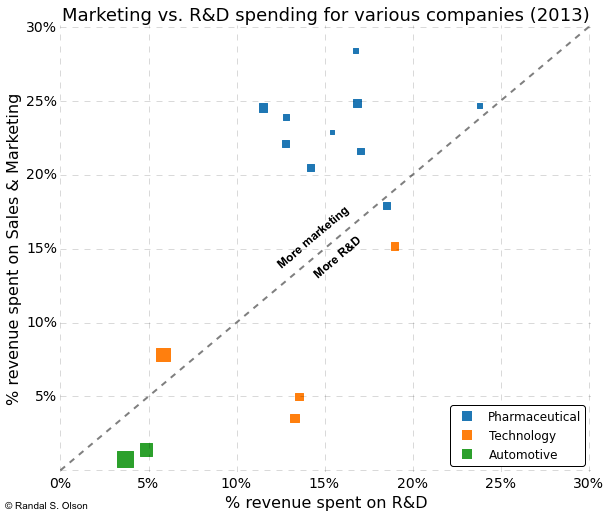 Marketing vs. R&D spending for various companies (2013)
30%
25%
20%
15%
10%
5%
% revenue spent on Sales & Marketing
More marketing
More R&D
Pharmaceutical
Technology
Automotive
0%
5%
10%
15%
20%
25%
30%
% revenue spent on R&D
© Randal S. Olson